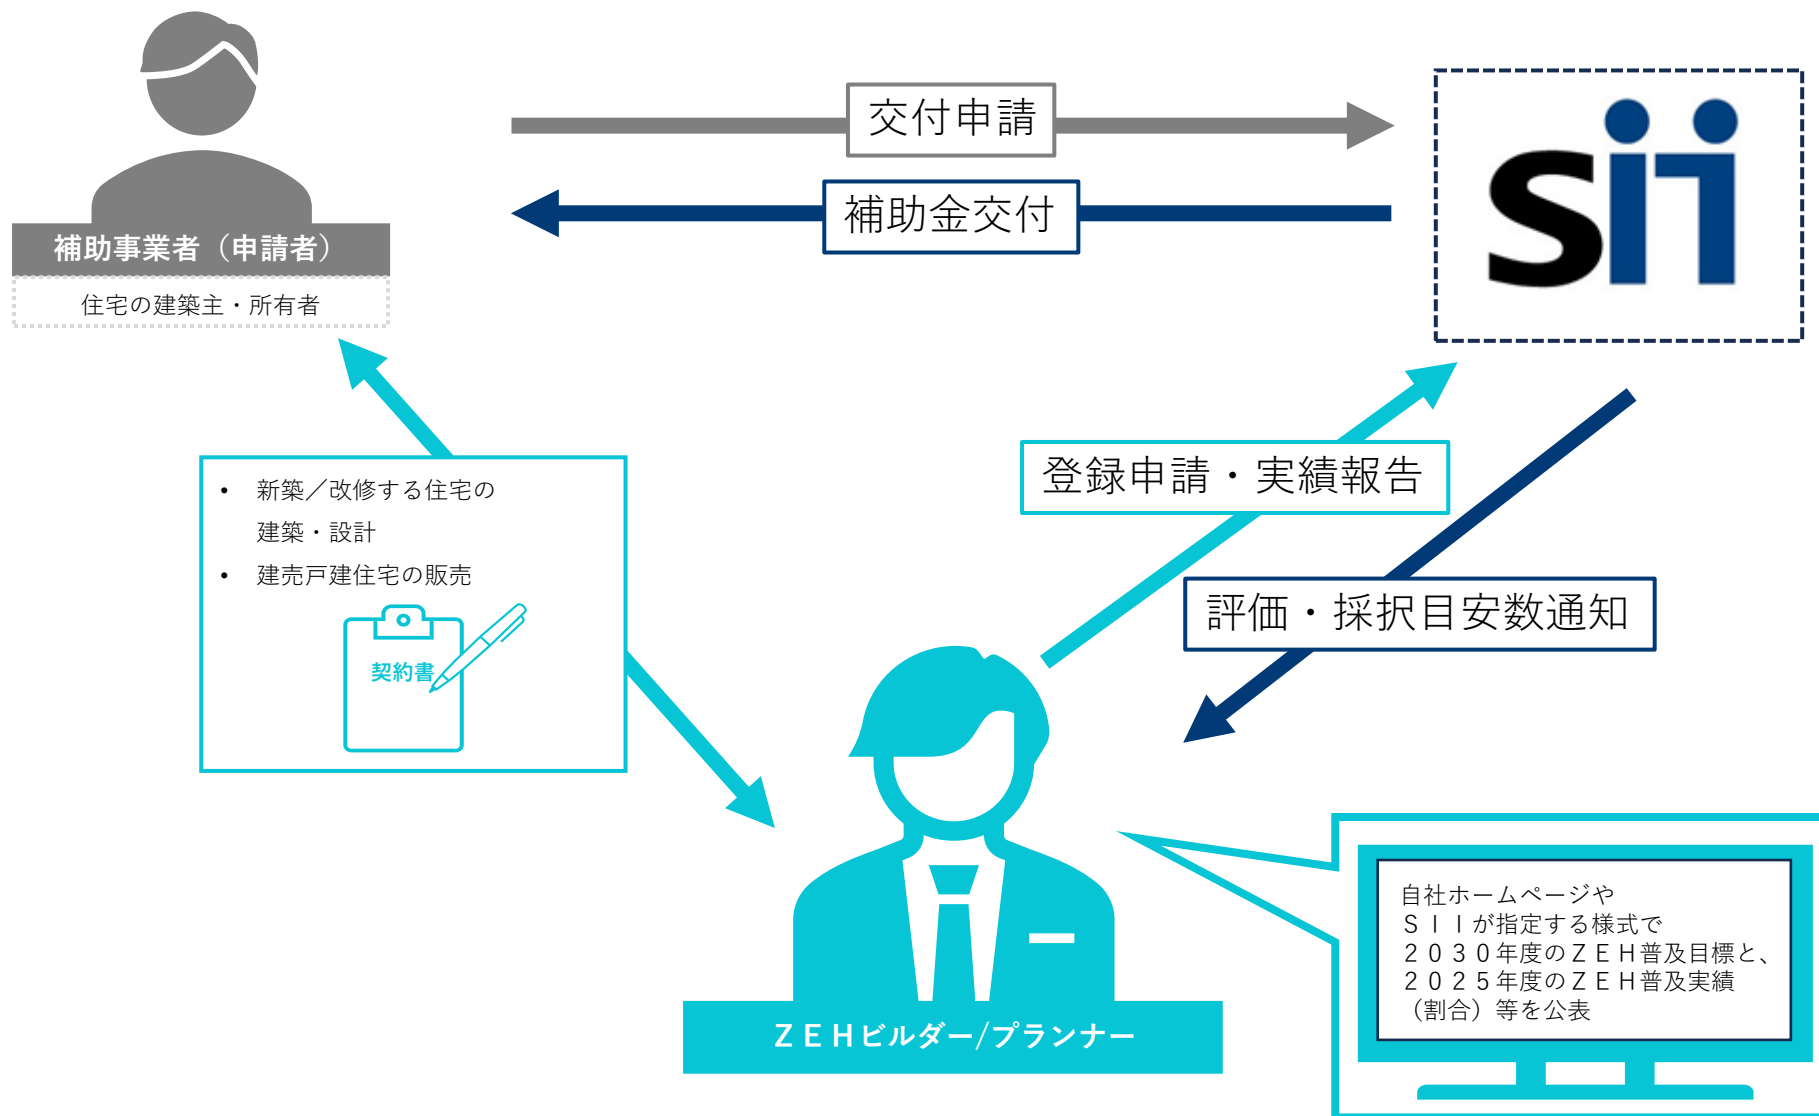 交付申請
補助金交付
sii
補助事業者（申請者）
住宅の建築主・所有者
登録申請・実績報告
評価・採択目安数通知
• 新築／改修する住宅の
建築・設計
• 建売戸建住宅の販売
契約書
自社ホームページや
ＳＩＩが指定する様式で
２０３０年度のＺＥＨ普及目標と、
２０２５年度のＺＥＨ普及実績
（割合）等を公表
ＺＥＨビルダー/プランナー